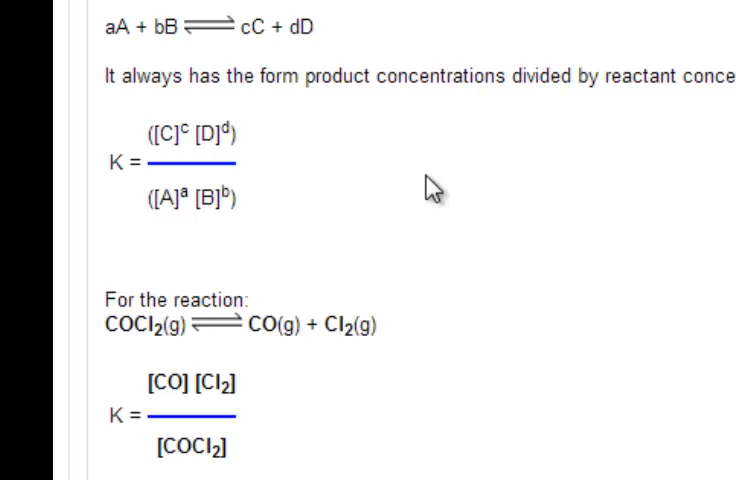 aA + bB ⇌ cC + dD
It always has the form product concentrations divided by reactant conce
([C]ᶜ [D]ᵈ)
K =
([A]ᵃ [B]ᵇ)
For the reaction:
COCl₂(g) ⇌ CO(g) + Cl₂(g)
[CO] [Cl₂]
K =
[COCl₂]